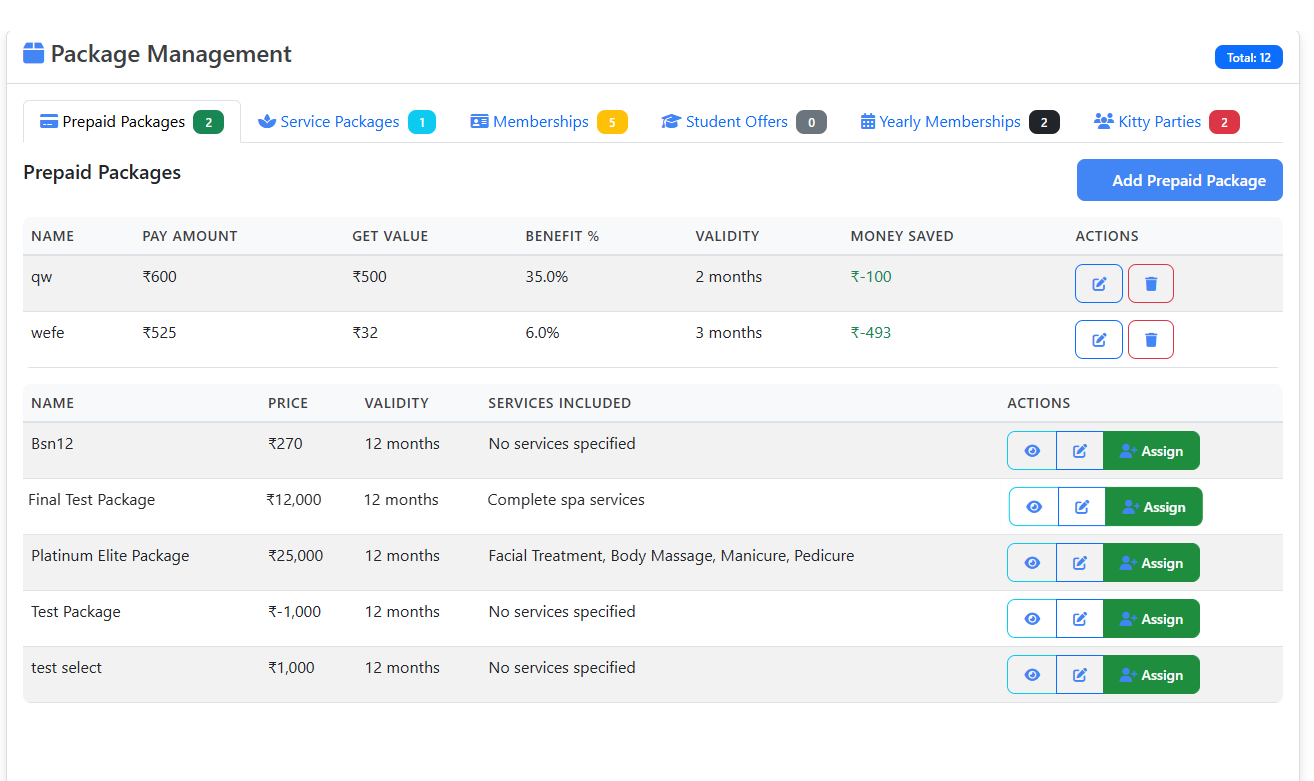 Package Management
Total: 12
Prepaid Packages 2 Service Packages 1 Memberships 5 Student Offers 0 Yearly Memberships 2 Kitty Parties 2
Prepaid Packages
Add Prepaid Package
NAME PAY AMOUNT GET VALUE BENEFIT % VALIDITY MONEY SAVED ACTIONS
qw ₹600 ₹500 35.0% 2 months ₹-100
wefe ₹525 ₹32 6.0% 3 months ₹-493
NAME PRICE VALIDITY SERVICES INCLUDED ACTIONS
Bsn12 ₹270 12 months No services specified Assign
Final Test Package ₹12,000 12 months Complete spa services Assign
Platinum Elite Package ₹25,000 12 months Facial Treatment, Body Massage, Manicure, Pedicure Assign
Test Package ₹-1,000 12 months No services specified Assign
test select ₹1,000 12 months No services specified Assign